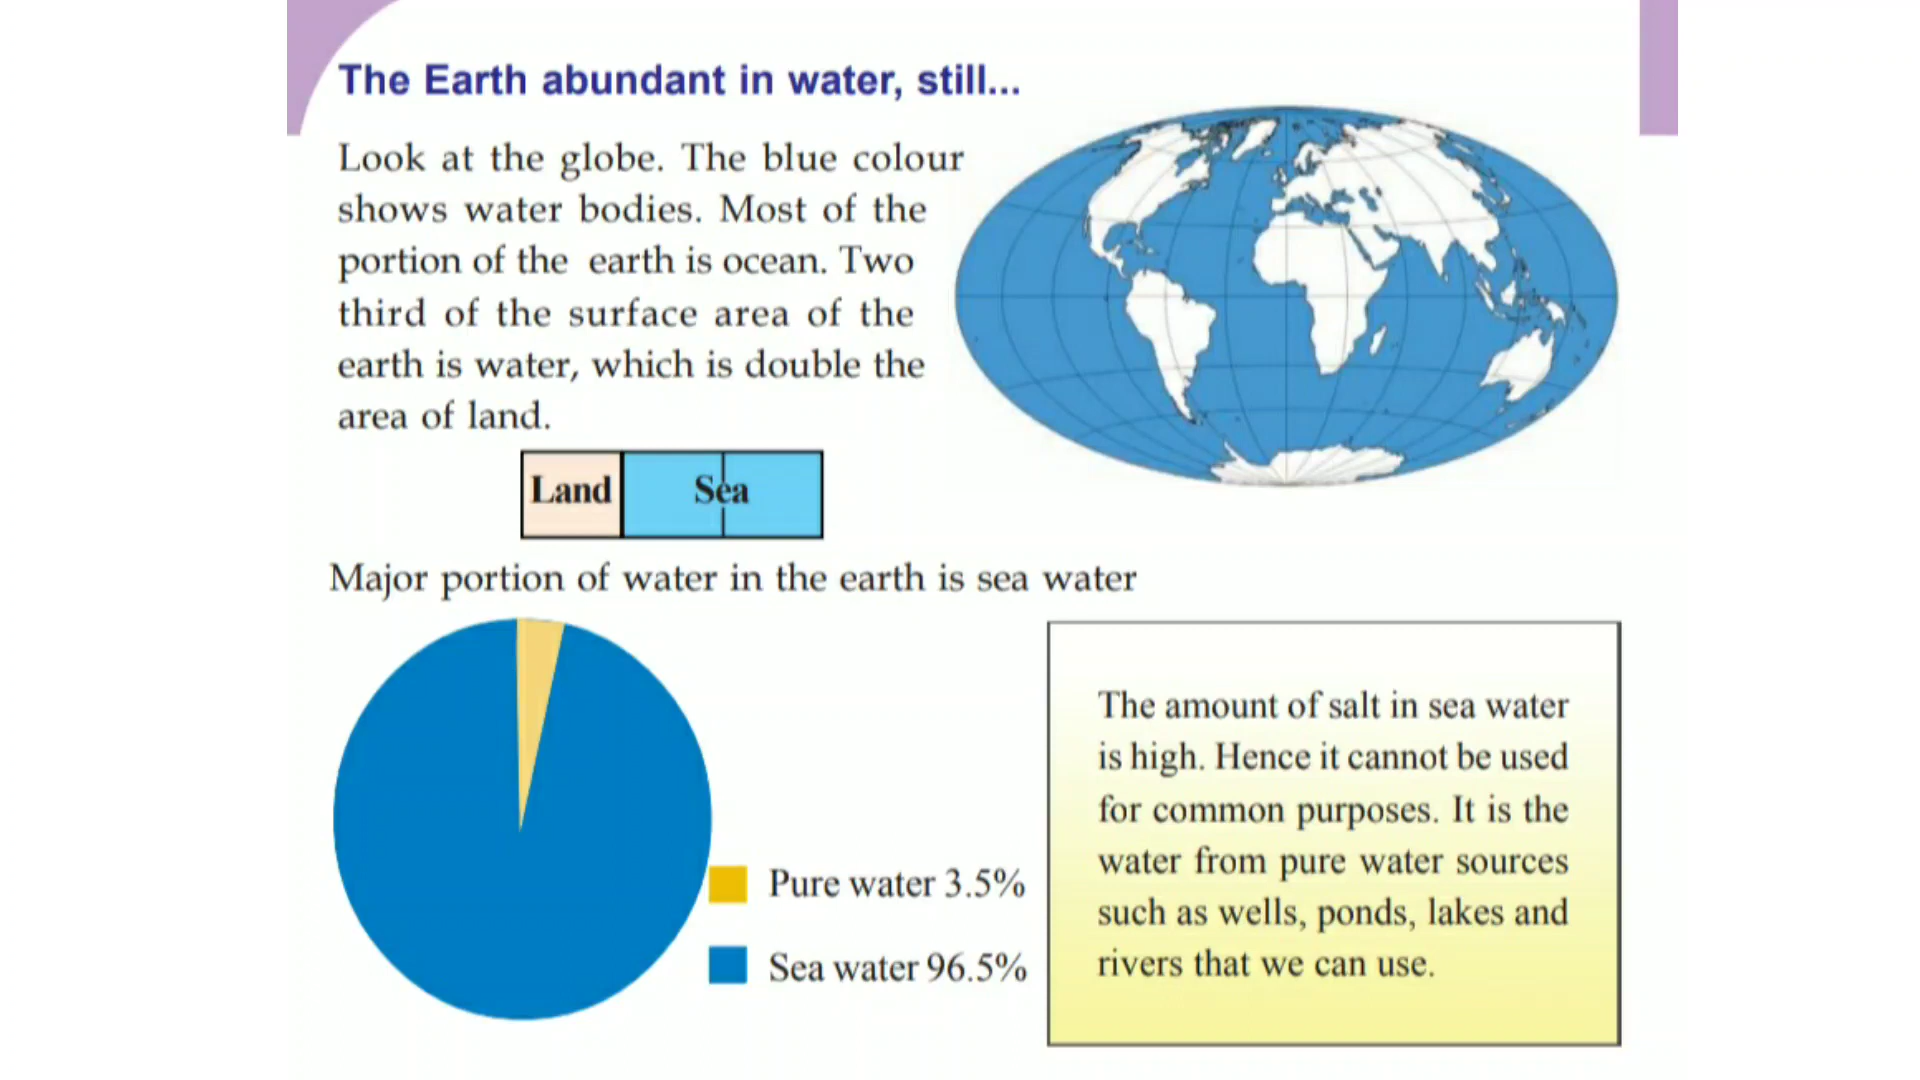 The Earth abundant in water, still...
Look at the globe. The blue colour
shows water bodies. Most of the
portion of the earth is ocean. Two
third of the surface area of the
earth is water, which is double the
area of land.
Land Sea
Major portion of water in the earth is sea water
Pure water 3.5%
Sea water 96.5%
The amount of salt in sea water
is high. Hence it cannot be used
for common purposes. It is the
water from pure water sources
such as wells, ponds, lakes and
rivers that we can use.